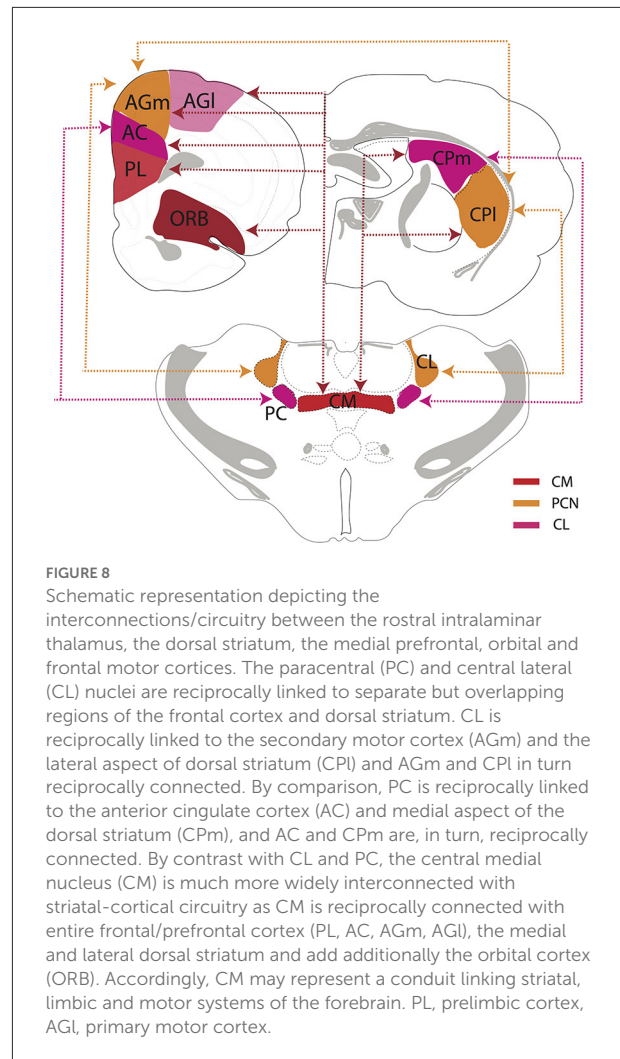 AGm
AGl
AC
PL
ORB
CPm
CPl
CL
CM
PC
CM
PCN
CL
FIGURE 8
Schematic representation depicting the
interconnections/circuitry between the rostral intralaminar
thalamus, the dorsal striatum, the medial prefrontal, orbital and
frontal motor cortices. The paracentral (PC) and central lateral
(CL) nuclei are reciprocally linked to separate but overlapping
regions of the frontal cortex and dorsal striatum. CL is
reciprocally linked to the secondary motor cortex (AGm) and the
lateral aspect of dorsal striatum (CPl) and AGm and CPl in turn
reciprocally connected. By comparison, PC is reciprocally linked
to the anterior cingulate cortex (AC) and medial aspect of the
dorsal striatum (CPm), and AC and CPm are, in turn, reciprocally
connected. By contrast with CL and PC, the central medial
nucleus (CM) is much more widely interconnected with
striatal-cortical circuitry as CM is reciprocally connected with
entire frontal/prefrontal cortex (PL, AC, AGm, AGl), the medial
and lateral dorsal striatum and add additionally the orbital cortex
(ORB). Accordingly, CM may represent a conduit linking striatal,
limbic and motor systems of the forebrain. PL, prelimbic cortex,
AGl, primary motor cortex.